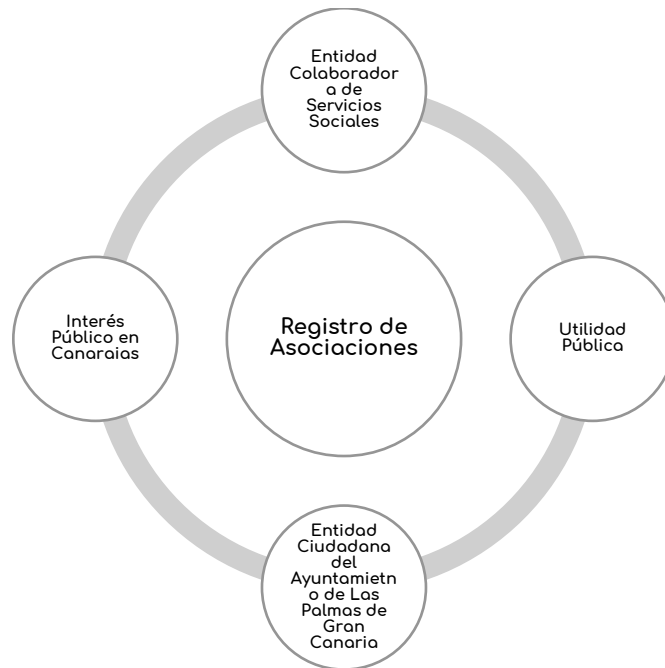 Entidad
Colaborador
a de
Servicios
Sociales
Interés
Público en
Canaraias
Registro de
Asociaciones
Utilidad
Pública
Entidad
Ciudadana
del
Ayuntamietn
o de Las
Palmas de
Gran
Canaria